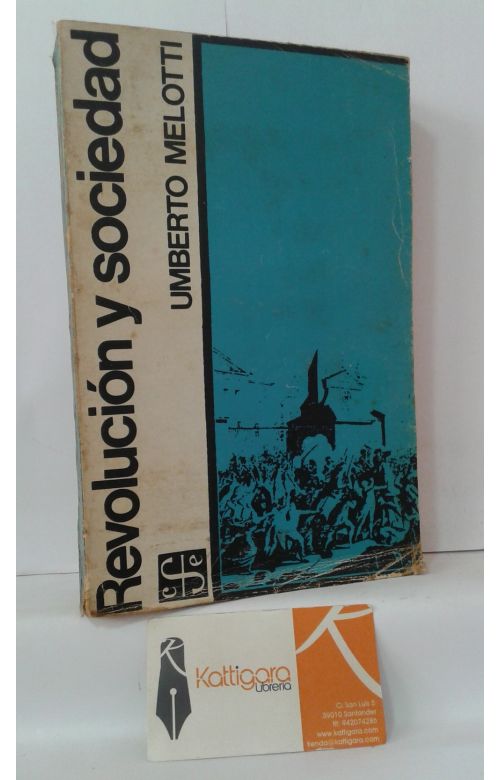 Revolución y sociedad
UMBERTO MELOTTI
cfe
Kattigara
Librería
C. San Luis 5
39010 Santander
tlf: 942074286
www.kattigara.com
tienda@kattigara.com